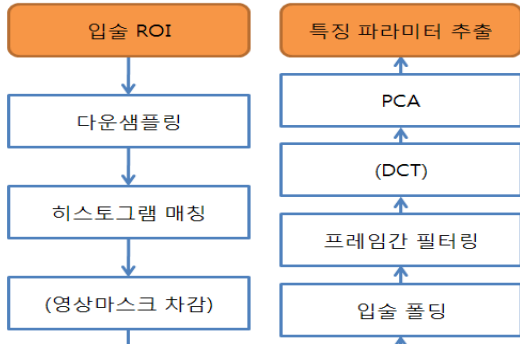 입술 ROI
다운샘플링
히스토그램 매칭
(영상마스크 차감)
특징 파라미터 추출
PCA
(DCT)
프레임간 필터링
입술 폴딩